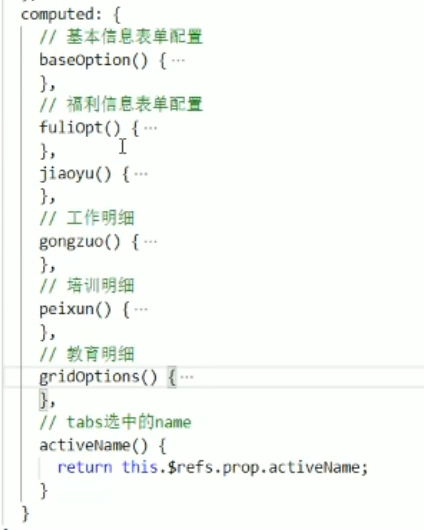 computed: {
// 基本信息表单配置
baseOption() { ···
},
// 福利信息表单配置
fuliOpt() { ···
},
jiaoyu() { ···
},
// 工作明细
gongzuo() { ···
},
// 培训明细
peixun() { ···
},
// 教育明细
gridOptions() { ···
},
// tabs选中的name
activeName() {
return this.$refs.prop.activeName;
}
}